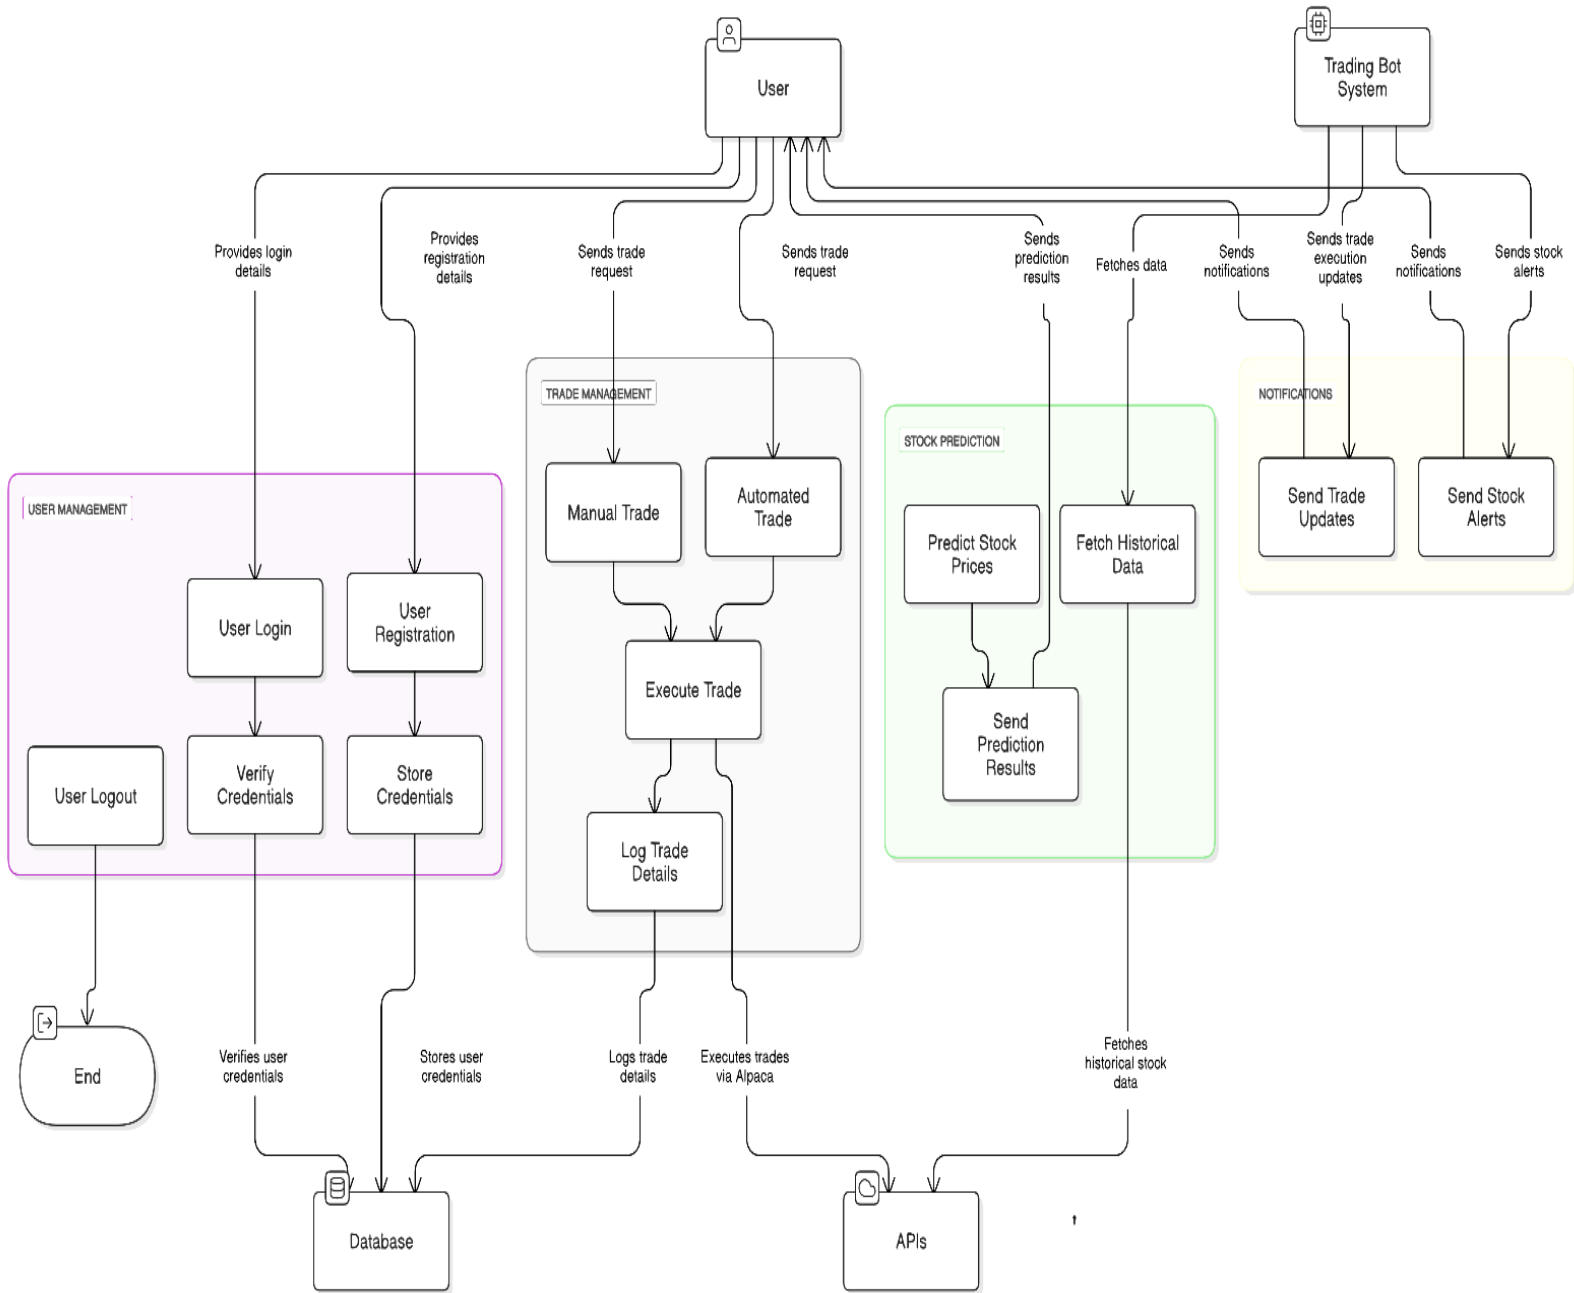 User
Trading Bot
System
Provides login
details
Provides
registration
details
Sends trade
request
Sends trade
request
Sends
prediction
results
Fetches data
Sends
notifications
Sends trade
execution
updates
Sends
notifications
Sends stock
alerts
USER MANAGEMENT
User Login
User
Registration
User Logout
Verify
Credentials
Store
Credentials
TRADE MANAGEMENT
Manual Trade
Automated
Trade
Execute Trade
Log Trade
Details
STOCK PREDICTION
Predict Stock
Prices
Fetch Historical
Data
Send
Prediction
Results
NOTIFICATIONS
Send Trade
Updates
Send Stock
Alerts
End
Verifies user
credentials
Stores user
credentials
Logs trade
details
Executes trades
via Alpaca
Fetches
historical stock
data
Database
APIs